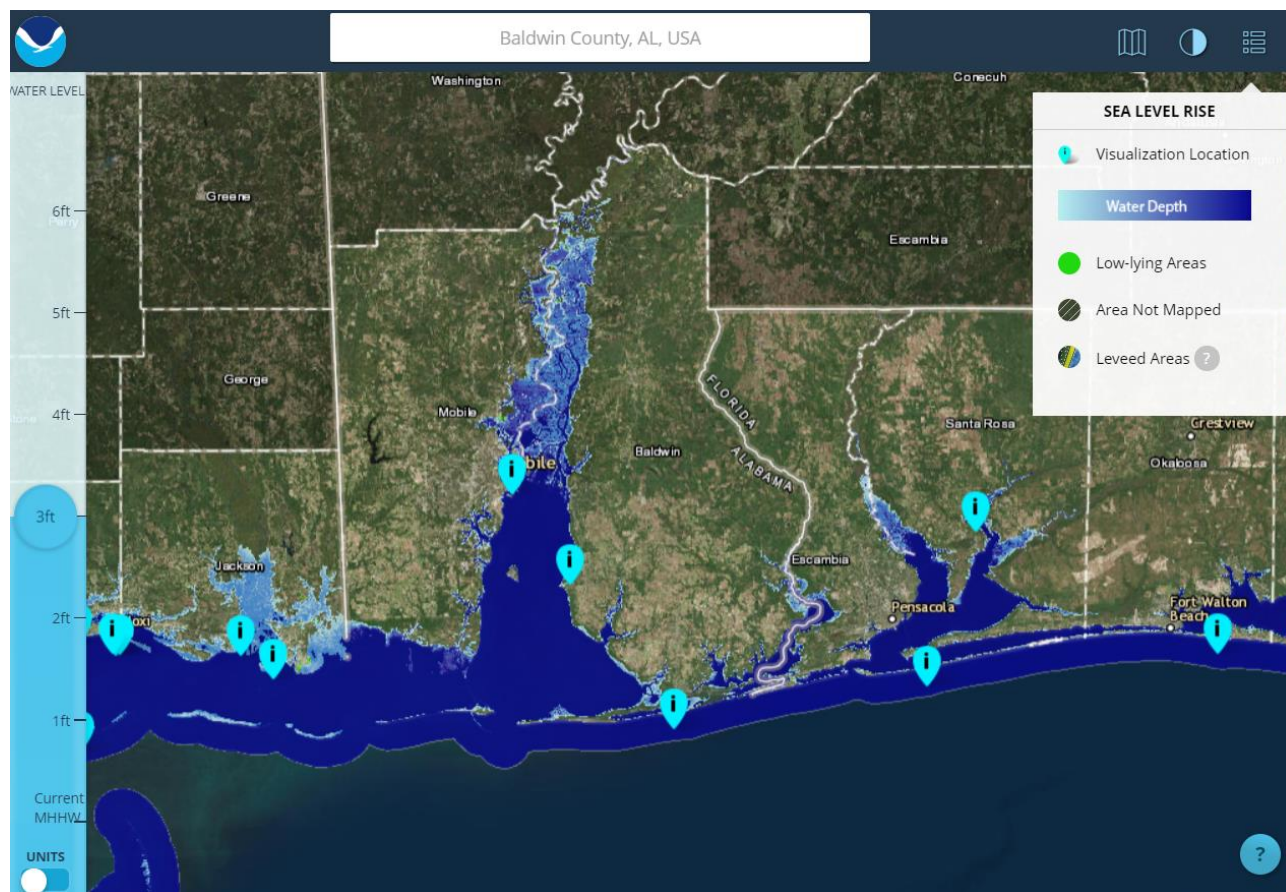 Baldwin County, AL, USA
WATER LEVEL
6ft
5ft
4ft
3ft
2ft
1ft
Current
MHHW
UNITS
Washington
Conecuh
Greene
Escambia
George
Mobile
bile
Baldwin
FLORIDA
ALABAMA
Santa Rosa
Crestview
Okaloosa
Jackson
Escambia
Pensacola
Fort Walton
Beach
oxi
SEA LEVEL RISE
Visualization Location
Water Depth
Low-lying Areas
Area Not Mapped
Leveed Areas ?
?